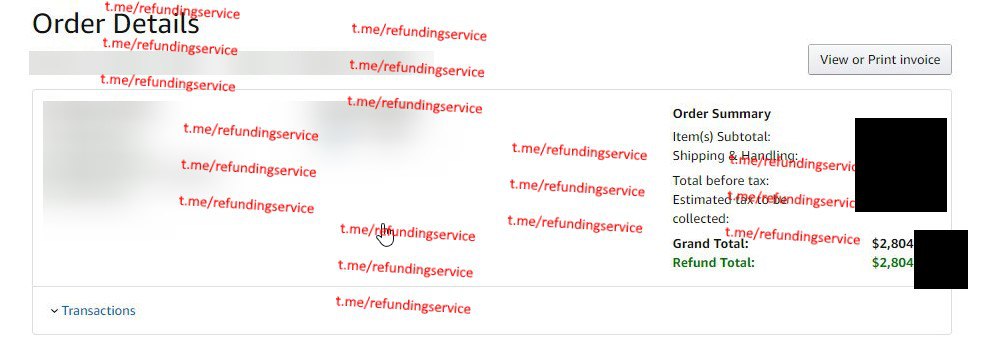 t.me/refundingservice
Order Details
t.me/refundingservice
t.me/refundingservice
t.me/refundingservice
View or Print invoice
t.me/refundingservice
t.me/refundingservice
t.me/refundingservice
Order Summary
t.me/refundingservice
Item(s) Subtotal:
t.me/refundingservice
Shipping & Handling:
t.me/refundingservic
t.me/refundingservice
Total before tax:
t.me/refundingservice
Estimated tax to be
t.me/refundingservice
t.me/refundingservice
collected:
t.me/refundingservice
t.me/refundingservice
t.me/refundingservice
Grand Total: $2,804
Refund Total: $2,804
t.me/refundingservice
t.me/refundingservice
Transactions